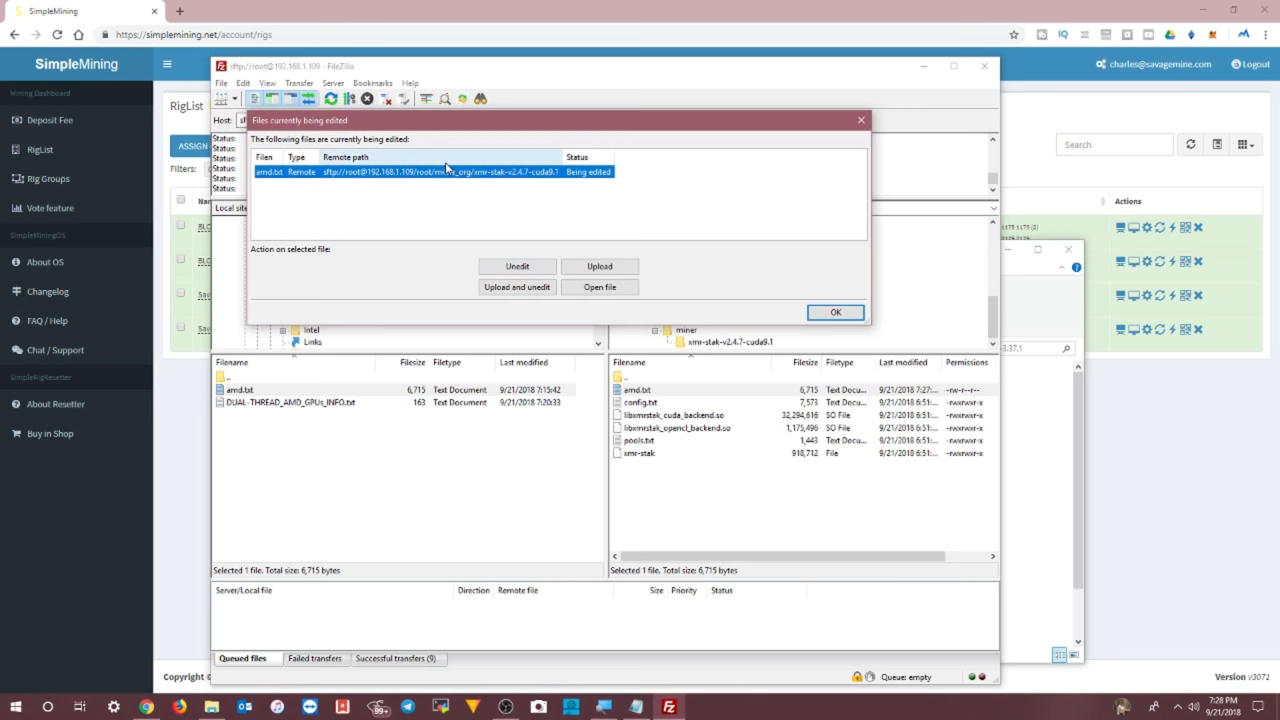 SimpleMining
https://simplemining.net/account/rigs
SimpleMining
charles@savagemine.com
Logout
Mining Dashboard
Deposit Fee
RigList
Rig Groups
Vote feature
SimpleMiningOS
About OS
Changelog
FAQ / Help
Chat / Support
SimpleRigResetter
About Resetter
Buy in Shop
RigList
ASSIGN
Filters:
Search
Actions
sftp://root@192.168.1.109 - FileZilla
File Edit View Transfer Server Bookmarks Help
Host:
Status:
Status:
Status:
Status:
Status:
Status:
Local site
Files currently being edited
The following files are currently being edited:
Filen Type Remote path Status
amd.txt Remote sftp://root@192.168.1.109/root/miner_org/xmr-stak-v2.4.7-cuda9.1 Being edited
Action on selected file:
Unedit Upload
Upload and unedit Open file
OK
Intel
Links
miner
xmr-stak-v2.4.7-cuda9.1
Filename Filesize Filetype Last modified
..
amd.txt 6,715 Text Document 9/21/2018 7:15:42
DUAL-THREAD_AMD_GPUs_INFO.txt 163 Text Document 9/21/2018 7:20:33
Selected 1 file. Total size: 6,715 bytes
Filename Filesize Filetype Last modified Permissions
..
amd.txt 6,715 Text Docu... 9/21/2018 7:27:... -rw-r--r--
config.txt 7,573 Text Docu... 9/21/2018 6:51:... -rwxrwxr-x
libxmrstak_cuda_backend.so 32,294,616 SO File 9/21/2018 6:51:... -rwxrwxr-x
libxmrstak_opencl_backend.so 1,175,496 SO File 9/21/2018 6:51:... -rwxrwxr-x
pools.txt 1,443 Text Docu... 9/21/2018 6:51:... -rwxrwxr-x
xmr-stak 918,712 File 9/21/2018 6:51:... -rwxrwxr-x
Selected 1 file. Total size: 6,715 bytes
Server/Local file Direction Remote file Size Priority Status
Queued files Failed transfers Successful transfers (9)
Queue: empty
3.37.1
Copyright ©
Version v3071
99+
7:28 PM
9/21/2018